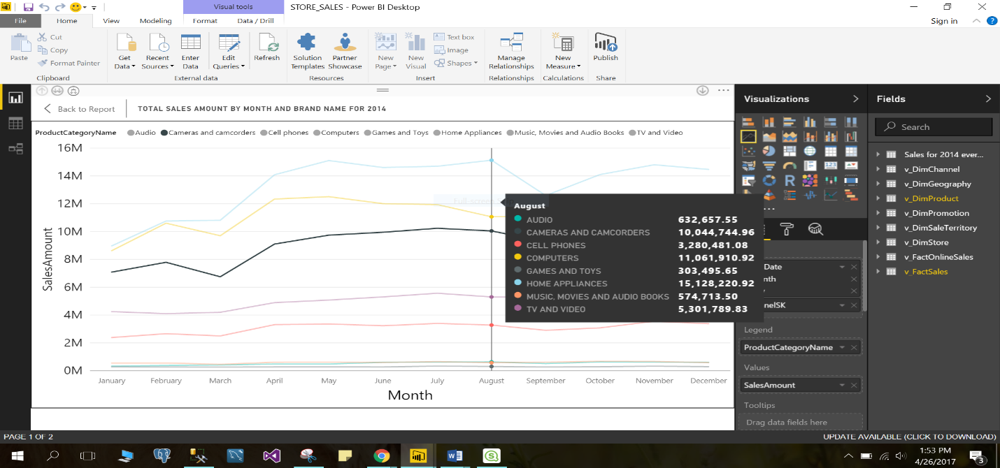 Visual tools
STORE_SALES - Power BI Desktop
File Home View Modeling Format Data / Drill
Sign in
Paste
Cut
Copy
Format Painter
Get Data
Recent Sources
Enter Data
Edit Queries
Refresh
Solution Templates
Partner Showcase
New Page
New Visual
Text box
Image
Shapes
Manage Relationships
New Measure
Publish
Clipboard External data Resources Insert Relationships Calculations Share
Back to Report
TOTAL SALES AMOUNT BY MONTH AND BRAND NAME FOR 2014
ProductCategoryName Audio Cameras and camcorders Cell phones Computers Games and Toys Home Appliances Music, Movies and Audio Books TV and Video
16M
14M
12M
10M
8M
6M
4M
2M
0M
SalesAmount
January February March April May June July August September October November December
Month
August
AUDIO 632,657.55
CAMERAS AND CAMCORDERS 10,044,744.96
CELL PHONES 3,280,481.08
COMPUTERS 11,061,910.92
GAMES AND TOYS 303,495.65
HOME APPLIANCES 15,128,220.92
MUSIC, MOVIES AND AUDIO BOOKS 574,713.50
TV AND VIDEO 5,301,789.83
Visualizations
R
123
Date
nth
nelSK
Legend
ProductCategoryName
Values
SalesAmount
Tooltips
Drag data fields here
Fields
Search
Sales for 2014 ever...
v_DimChannel
v_DimGeography
v_DimProduct
v_DimPromotion
v_DimSaleTerritory
v_DimStore
v_FactOnlineSales
v_FactSales
PAGE 1 OF 2
UPDATE AVAILABLE (CLICK TO DOWNLOAD)
1:53 PM
4/26/2017
3